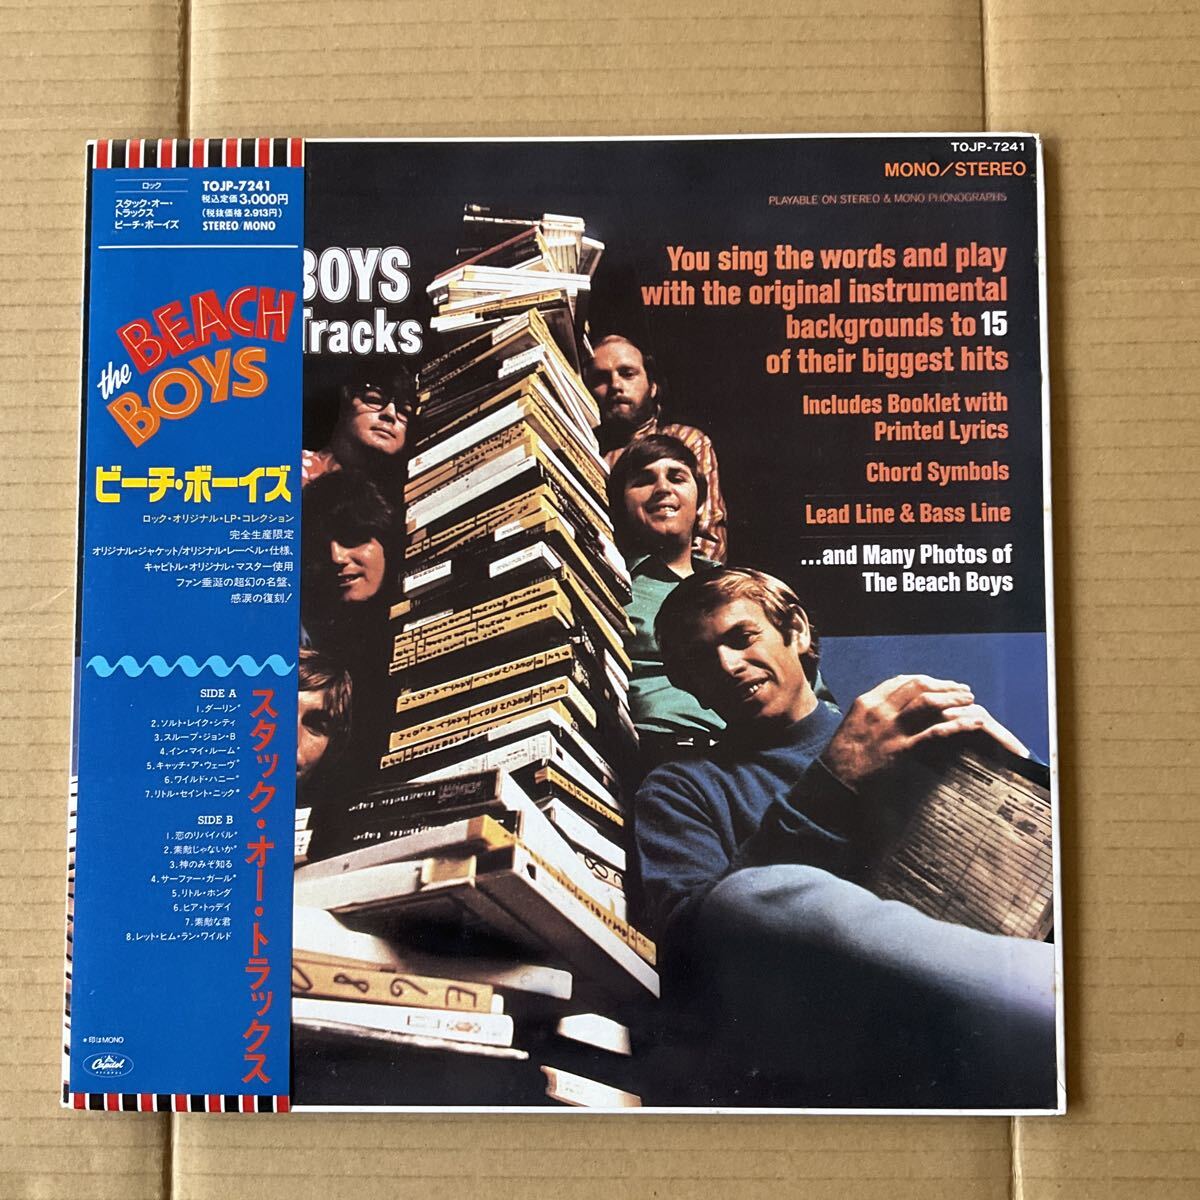 ロック
スタック・オー・
トラックス
ビーチ・ボーイズ
TOJP-7241
税込定価3,000円
(税抜価格2,913円)
STEREO/MONO
the BEACH
BOYS
ビーチ・ボーイズ
ロック・オリジナル・LP・コレクション
完全生産限定
オリジナル・ジャケット/オリジナル・レーベル・仕様、
キャピトル・オリジナル・マスター使用
ファン垂涎の超幻の名盤、
感涙の復刻!
スタック・オー・トラックス
SIDE A
1.ダーリン*
2.ソルト・レイク・シティ
3.スループ・ジョン・B
4.イン・マイ・ルーム*
5.キャッチ・ア・ウェーヴ*
6.ワイルド・ハニー*
7.リトル・セイント・ニック*
SIDE B
1.恋のリバイバル*
2.素敵じゃないか*
3.神のみぞ知る
4.サーファー・ガール*
5.リトル・ホンダ
6.ヒア・トゥデイ
7.素敵な君
8.レット・ヒム・ラン・ワイルド
*印はMONO
Capitol
RECORDS
BOYS
Tracks
TOJP-7241
MONO/STEREO
PLAYABLE ON STEREO & MONO PHONOGRAPHS
You sing the words and play
with the original instrumental
backgrounds to 15
of their biggest hits
Includes Booklet with
Printed Lyrics
Chord Symbols
Lead Line & Bass Line
...and Many Photos of
The Beach Boys
magnetic tape
magnetic tape